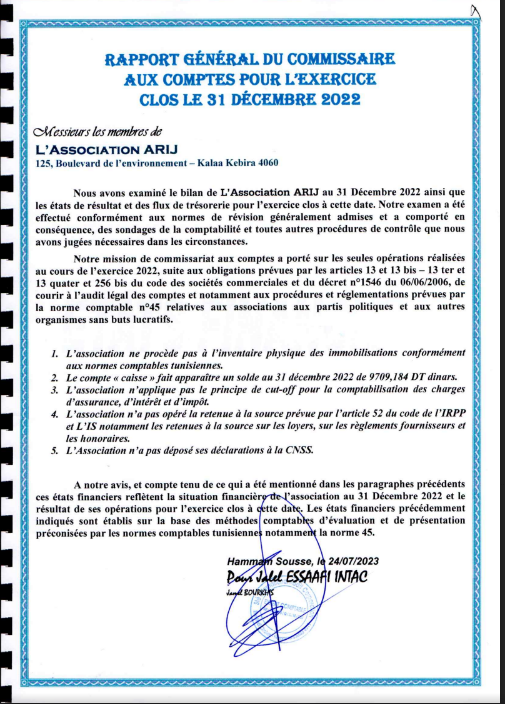 RAPPORT GÉNÉRAL DU COMMISSAIRE
AUX COMPTES POUR L'EXERCICE
CLOS LE 31 DÉCEMBRE 2022
Messieurs les membres de
L'ASSOCIATION ARIJ
125, Boulevard de l'environnement – Kalaa Kebira 4060
Nous avons examiné le bilan de L'Association ARIJ au 31 Décembre 2022 ainsi que
les états de résultat et des flux de trésorerie pour l'exercice clos à cette date. Notre examen a été
effectué conformément aux normes de révision généralement admises et a comporté en
conséquence, des sondages de la comptabilité et toutes autres procédures de contrôle que nous
avons jugées nécessaires dans les circonstances.
Notre mission de commissariat aux comptes a porté sur les seules opérations réalisées
au cours de l'exercice 2022, suite aux obligations prévues par les articles 13 et 13 bis – 13 ter et
13 quater et 256 bis du code des sociétés commerciales et du décret n°1546 du 06/06/2006, de
courir à l'audit légal des comptes et notamment aux procédures et réglementations prévues par
la norme comptable n°45 relatives aux associations aux partis politiques et aux autres
organismes sans buts lucratifs.
1. L'association ne procède pas à l'inventaire physique des immobilisations conformément
aux normes comptables tunisiennes.
2. Le compte « caisse » fait apparaître un solde au 31 décembre 2022 de 9709,184 DT dinars.
3. L'association n'applique pas le principe de cut-off pour la comptabilisation des charges
d'assurance, d'intérêt et d'impôt.
4. L'association n'a pas opéré la retenue à la source prévue par l'article 52 du code de l'IRPP
et L'IS notamment les retenues à la source sur les loyers, sur les règlements fournisseurs et
les honoraires.
5. L'Association n'a pas déposé ses déclarations à la CNSS.
A notre avis, et compte tenu de ce qui a été mentionné dans les paragraphes précédents
ces états financiers reflètent la situation financière de l'association au 31 Décembre 2022 et le
résultat de ses opérations pour l'exercice clos à cette date. Les états financiers précédemment
indiqués sont établis sur la base des méthodes comptables d'évaluation et de présentation
préconisées par les normes comptables tunisiennes notamment la norme 45.
Hammam Sousse, le 24/07/2023
Pour Jalel ESSAAFI INTAC